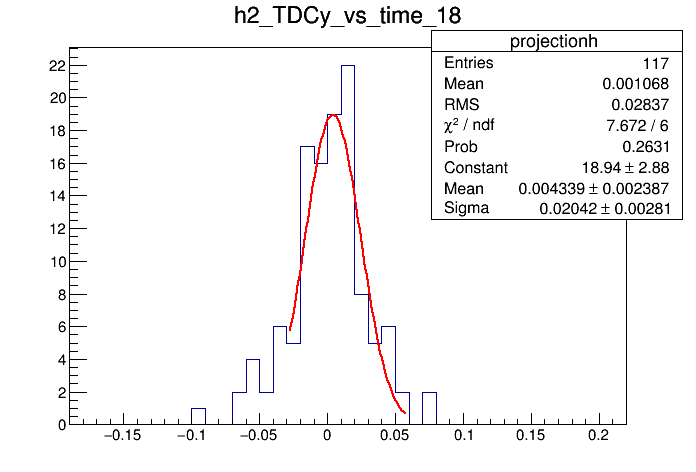 h2_TDCy_vs_time_18
projectionh
Entries 117
Mean 0.001068
RMS 0.02837
χ² / ndf 7.672 / 6
Prob 0.2631
Constant 18.94 ± 2.88
Mean 0.004339 ± 0.002387
Sigma 0.02042 ± 0.00281
22
20
18
16
14
12
10
8
6
4
2
0
−0.15 −0.1 −0.05 0 0.05 0.1 0.15 0.2